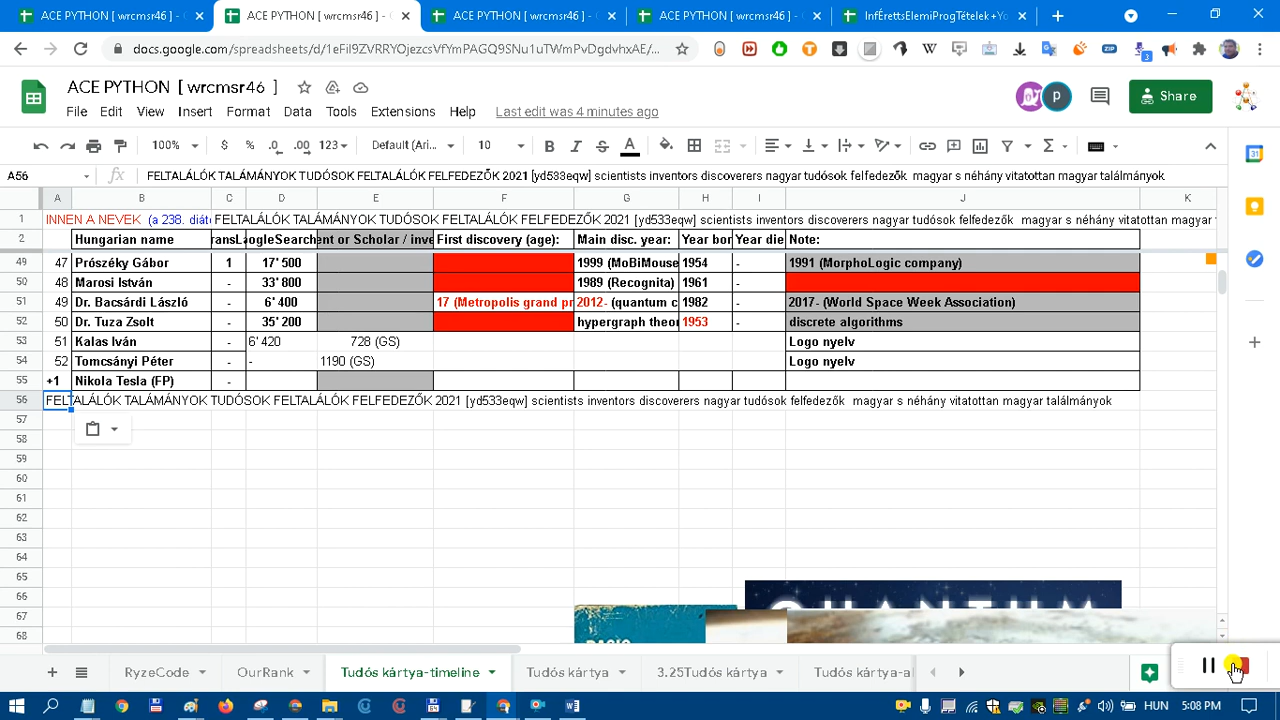 ACE PYTHON [ wrcmsr46 ] - G
ACE PYTHON [ wrcmsr46 ] - G
ACE PYTHON [ wrcmsr46 ] - G
ACE PYTHON [ wrcmsr46 ] - G
InfÉrettsElemiProgTételek+Yo
docs.google.com/spreadsheets/d/1eFiI9ZVRRYOjezcsVfYmPAGQ9SNu1uTWmPvDgdvhxAE/...
ACE PYTHON [ wrcmsr46 ]
File Edit View Insert Format Data Tools Extensions Help Last edit was 4 minutes ago
p
Share
100% $ % .0 .00 123 Default (Ari... 10 B I S A
A56 fx FELTALÁLÓK TALÁMÁNYOK TUDÓSOK FELTALÁLÓK FELFEDEZŐK 2021 [yd533eqw] scientists inventors discoverers nagyar tudósok felfedezők magyar s néhány vitatottan magyar találmányok
A B C D E F G H I J K
1 INNEN A NEVEK (a 238. diáté FELTALÁLÓK TALÁMÁNYOK TUDÓSOK FELTALÁLÓK FELFEDEZŐK 2021 [yd533eqw] scientists inventors discoverers nagyar tudósok felfedezők magyar s néhány vitatottan magyar
2 Hungarian name ransLa ogleSearch ent or Scholar / inve First discovery (age): Main disc. year: Year bor Year die Note:
49 47 Prószéky Gábor 1 17' 500 1999 (MoBiMouse 1954 - 1991 (MorphoLogic company)
50 48 Marosi István - 33' 800 1989 (Recognita) 1961 -
51 49 Dr. Bacsárdi László - 6' 400 17 (Metropolis grand pr 2012- (quantum c 1982 - 2017- (World Space Week Association)
52 50 Dr. Tuza Zsolt - 35' 200 hypergraph theor 1953 - discrete algorithms
53 51 Kalas Iván - 6' 420 728 (GS) Logo nyelv
54 52 Tomcsányi Péter - - 1190 (GS) Logo nyelv
55 +1 Nikola Tesla (FP) -
56 FELTALÁLÓK TALÁMÁNYOK TUDÓSOK FELTALÁLÓK FELFEDEZŐK 2021 [yd533eqw] scientists inventors discoverers nagyar tudósok felfedezők magyar s néhány vitatottan magyar találmányok
57
58
59
60
61
62
63
64
65
66 QUANTUM
67
68 BASIC
RyzeCode OurRank Tudós kártya-timeline Tudós kártya 3.25Tudós kártya Tudós kártya-al
HUN 5:08 PM